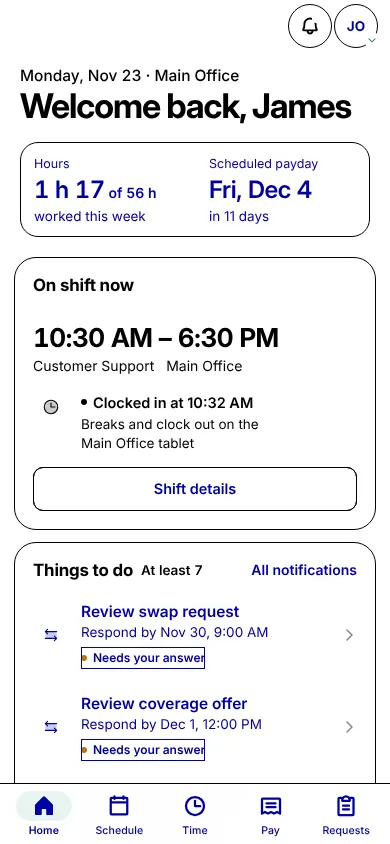 JO
Monday, Nov 23 · Main Office
Welcome back, James
Hours
Scheduled payday
1 h 17 of 56 h
Fri, Dec 4
worked this week
in 11 days
On shift now
10:30 AM – 6:30 PM
Customer Support Main Office
• Clocked in at 10:32 AM
Breaks and clock out on the
Main Office tablet
Shift details
Things to do At least 7 All notifications
Review swap request
Respond by Nov 30, 9:00 AM
• Needs your answer
Review coverage offer
Respond by Dec 1, 12:00 PM
• Needs your answer
Home Schedule Time Pay Requests